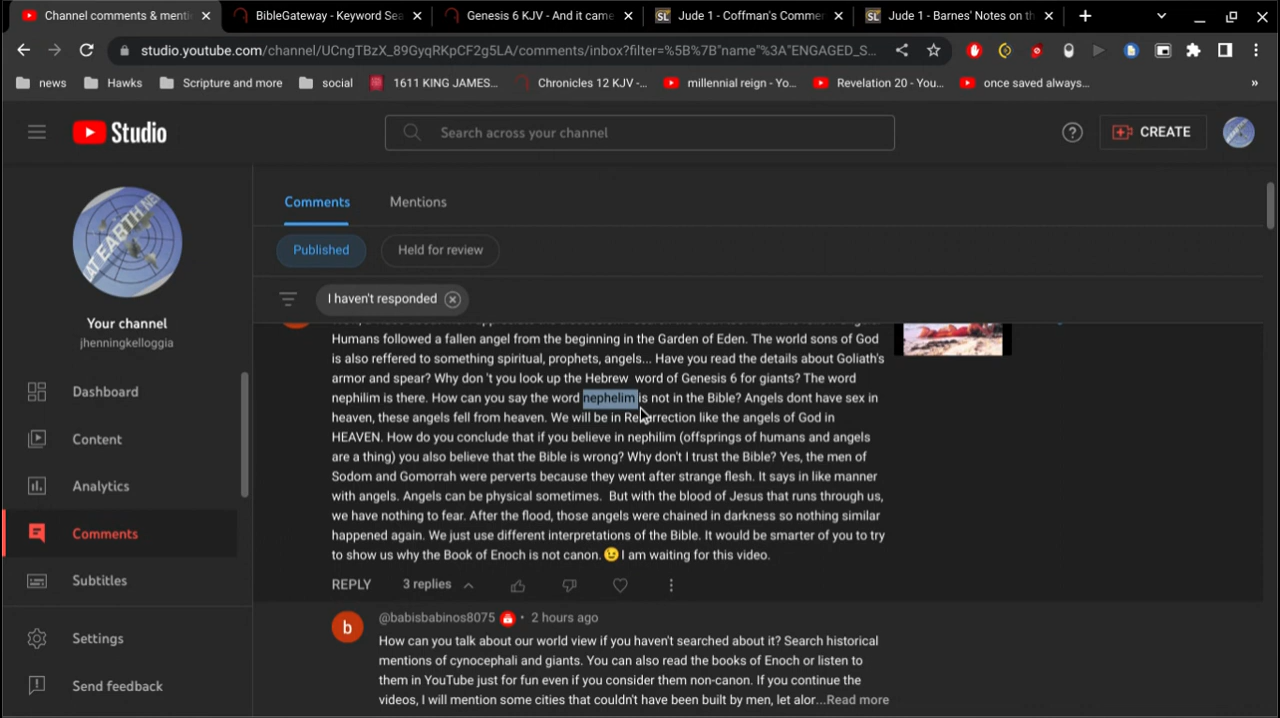 Channel comments & menti
BibleGateway - Keyword Sea
Genesis 6 KJV - And it came
Jude 1 - Coffman's Comme
Jude 1 - Barnes' Notes on th
studio.youtube.com/channel/UCngTBzX_89GyqRKpCF2g5LA/comments/inbox?filter=%5B%7B"name"%3A"ENGAGED_S...
news
Hawks
Scripture and more
social
1611 KING JAMES...
Chronicles 12 KJV -...
millennial reign - Yo...
Revelation 20 - You...
once saved always...
»
Studio
Search across your channel
CREATE
Comments
Mentions
Published
Held for review
I haven't responded
Your channel
jhenningkelloggia
Dashboard
Content
Analytics
Comments
Subtitles
Settings
Send feedback
Humans followed a fallen angel from the beginning in the Garden of Eden. The world sons of God
is also reffered to something spiritual, prophets, angels... Have you read the details about Goliath's
armor and spear? Why don 't you look up the Hebrew word of Genesis 6 for giants? The word
nephilim is there. How can you say the word nephelim is not in the Bible? Angels dont have sex in
heaven, these angels fell from heaven. We will be in Resurrection like the angels of God in
HEAVEN. How do you conclude that if you believe in nephilim (offsprings of humans and angels
are a thing) you also believe that the Bible is wrong? Why don't I trust the Bible? Yes, the men of
Sodom and Gomorrah were perverts because they went after strange flesh. It says in like manner
with angels. Angels can be physical sometimes. But with the blood of Jesus that runs through us,
we have nothing to fear. After the flood, those angels were chained in darkness so nothing similar
happened again. We just use different interpretations of the Bible. It would be smarter of you to try
to show us why the Book of Enoch is not canon. 😉 I am waiting for this video.
REPLY
3 replies
b
@babisbabinos8075 • 2 hours ago
How can you talk about our world view if you haven't searched about it? Search historical
mentions of cynocephali and giants. You can also read the books of Enoch or listen to
them in YouTube just for fun even if you consider them non-canon. If you continue the
videos, I will mention some cities that couldn't have been built by men, let alor...Read more